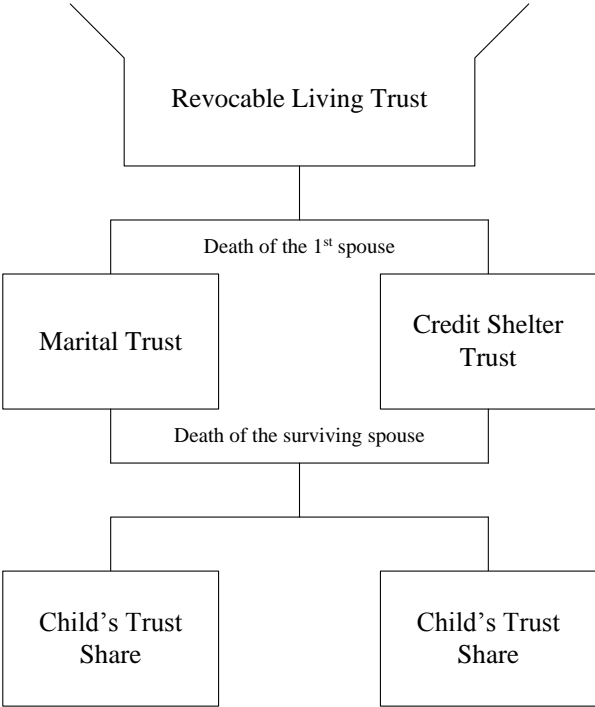 Revocable Living Trust
Death of the 1st spouse
Marital Trust
Credit Shelter
Trust
Death of the surviving spouse
Child’s Trust
Share
Child’s Trust
Share